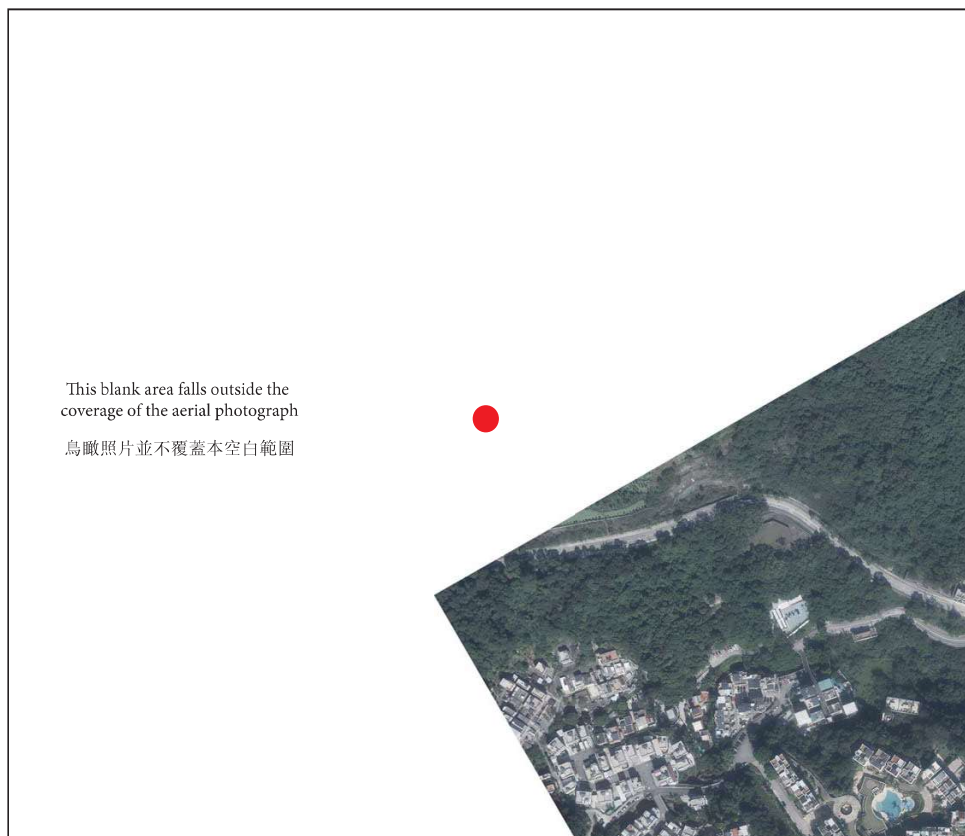 This blank area falls outside the
coverage of the aerial photograph
鳥瞰照片並不覆蓋本空白範圍